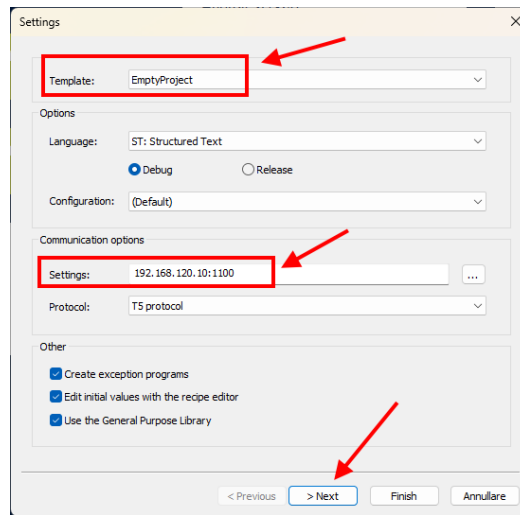 Settings
Template: EmptyProject
Options
Language: ST: Structured Text
Debug Release
Configuration: (Default)
Communication options
Settings: 192.168.120.10:1100 ...
Protocol: T5 protocol
Other
Create exception programs
Edit initial values with the recipe editor
Use the General Purpose Library
< Previous > Next Finish Annullare